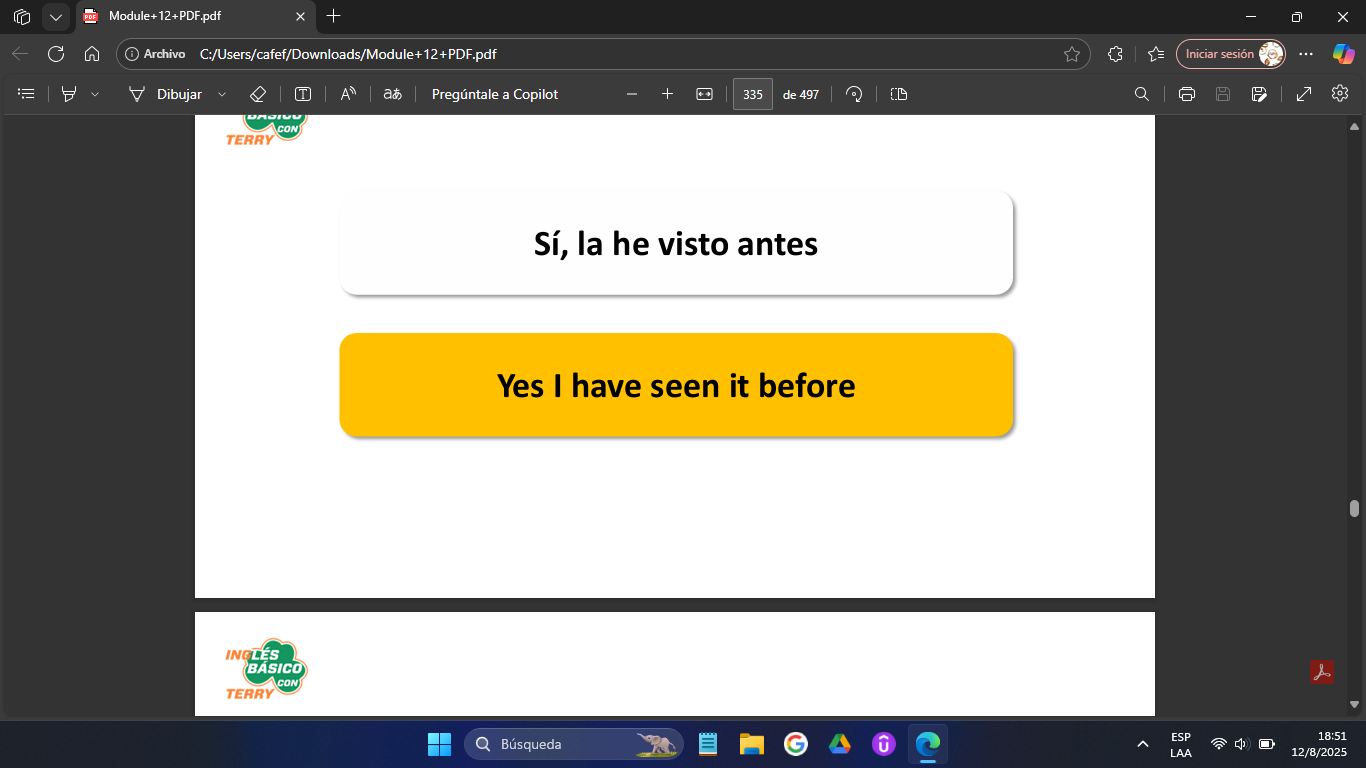 Module+12+PDF.pdf
Archivo C:/Users/cafef/Downloads/Module+12+PDF.pdf Iniciar sesión
Dibujar Pregúntale a Copilot 335 de 497
BÁSICO
CON
TERRY
Sí, la he visto antes
Yes I have seen it before
INGLÉS
BÁSICO
CON
TERRY
Búsqueda
ESP
LAA
18:51
12/8/2025